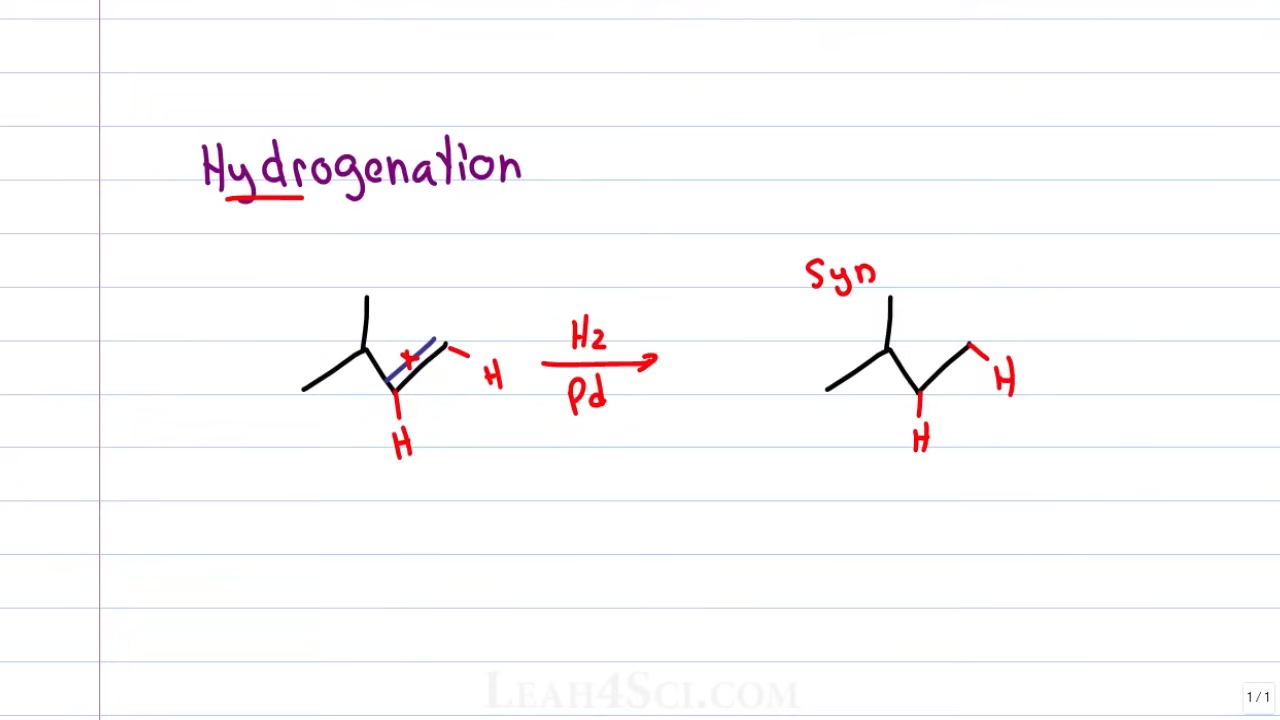 Hydrogenation
Syn
H2
Pd
H
H
H
H
LEAH4SCI.COM
1 / 1